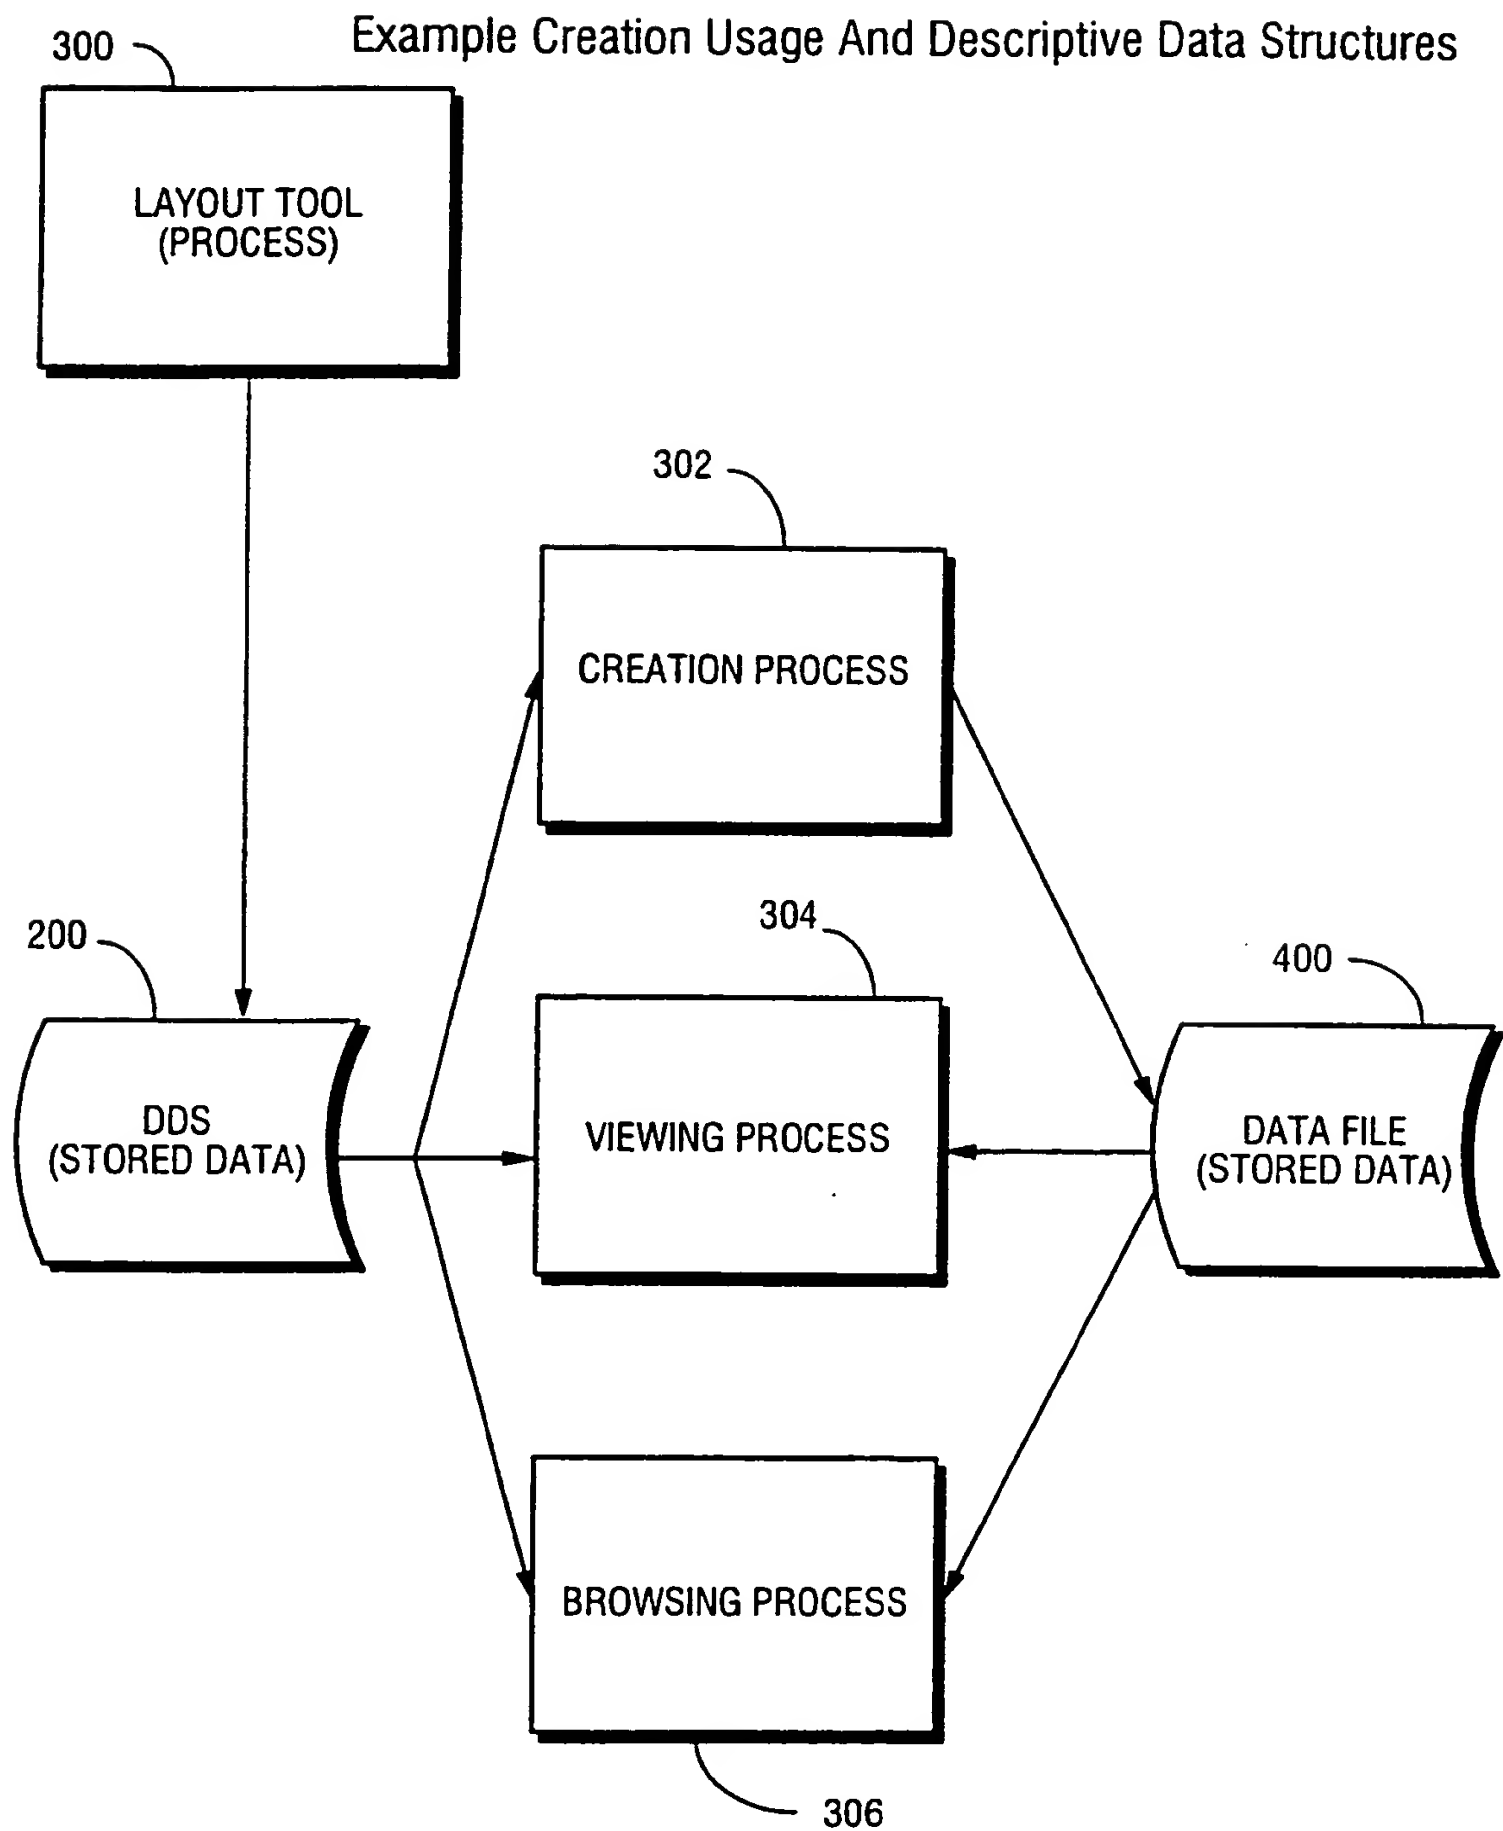 Example Creation Usage And Descriptive Data Structures
300
LAYOUT TOOL
(PROCESS)
302
CREATION PROCESS
200
DDS
(STORED DATA)
304
VIEWING PROCESS
400
DATA FILE
(STORED DATA)
BROWSING PROCESS
306